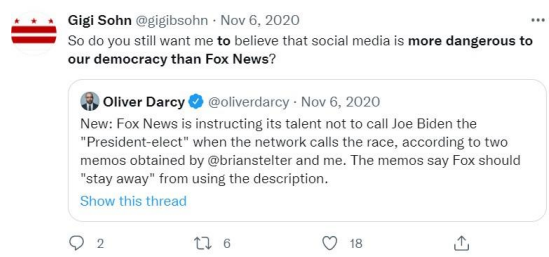 Gigi Sohn @gigibsohn · Nov 6, 2020
So do you still want me to believe that social media is more dangerous to
our democracy than Fox News?
Oliver Darcy @oliverdarcy · Nov 6, 2020
New: Fox News is instructing its talent not to call Joe Biden the
"President-elect" when the network calls the race, according to two
memos obtained by @brianstelter and me. The memos say Fox should
"stay away" from using the description.
Show this thread
2 6 18